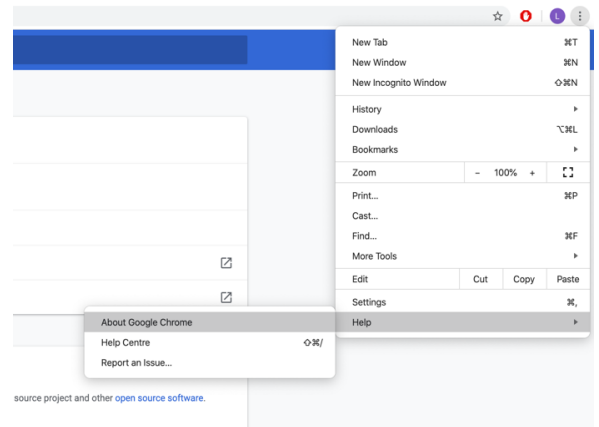 L
New Tab ⌘T
New Window ⌘N
New Incognito Window ⇧⌘N
History
Downloads ⌥⌘L
Bookmarks
Zoom - 100% +
Print... ⌘P
Cast...
Find... ⌘F
More Tools
Edit Cut Copy Paste
Settings ⌘,
Help
About Google Chrome
Help Centre ⇧⌘/
Report an Issue...
source project and other open source software.